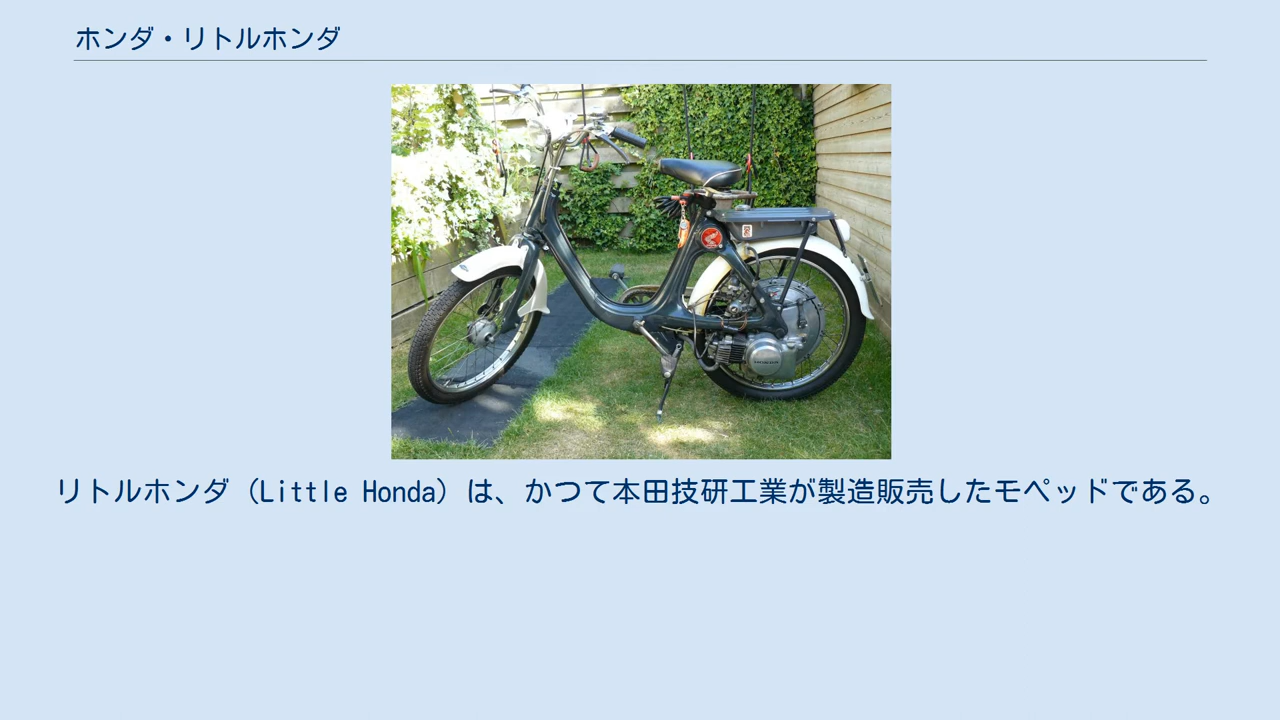 ホンダ・リトルホンダ
リトルホンダ（Little Honda）は、かつて本田技研工業が製造販売したモペッドである。